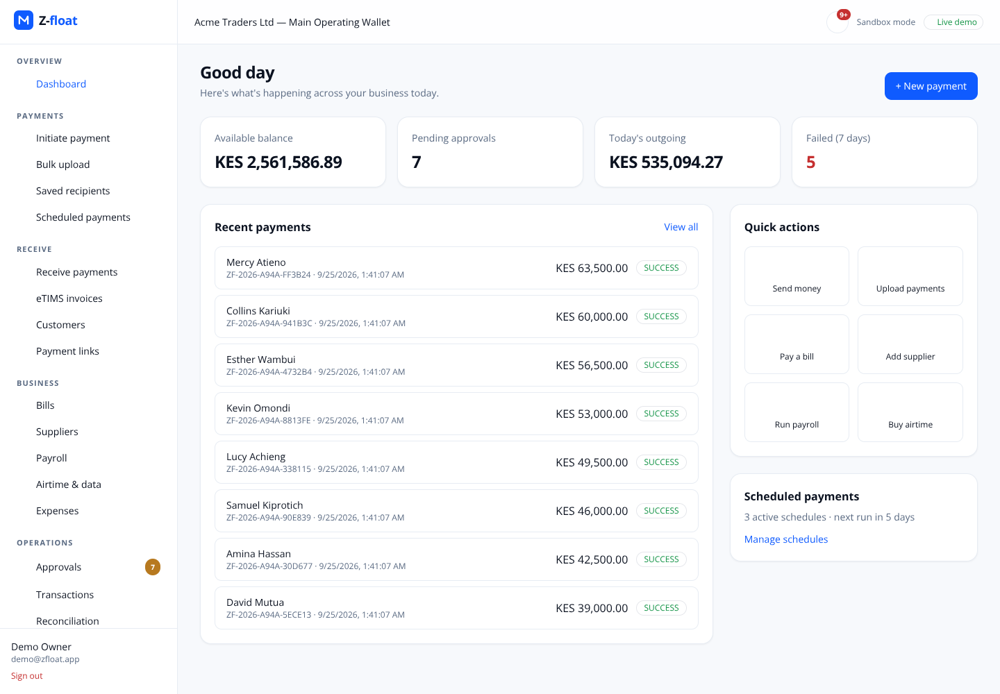 Z-float
OVERVIEW
Dashboard
PAYMENTS
Initiate payment
Bulk upload
Saved recipients
Scheduled payments
RECEIVE
Receive payments
eTIMS invoices
Customers
Payment links
BUSINESS
Bills
Suppliers
Payroll
Airtime & data
Expenses
OPERATIONS
Approvals 7
Transactions
Reconciliation
Demo Owner
demo@zfloat.app
Sign out
Acme Traders Ltd — Main Operating Wallet
9+ Sandbox mode Live demo
Good day
Here's what's happening across your business today.
+ New payment
Available balance
KES 2,561,586.89
Pending approvals
7
Today's outgoing
KES 535,094.27
Failed (7 days)
5
Recent payments View all
Mercy Atieno
ZF-2026-A94A-FF3B24 · 9/25/2026, 1:41:07 AM
KES 63,500.00 SUCCESS
Collins Kariuki
ZF-2026-A94A-941B3C · 9/25/2026, 1:41:07 AM
KES 60,000.00 SUCCESS
Esther Wambui
ZF-2026-A94A-4732B4 · 9/25/2026, 1:41:07 AM
KES 56,500.00 SUCCESS
Kevin Omondi
ZF-2026-A94A-8813FE · 9/25/2026, 1:41:07 AM
KES 53,000.00 SUCCESS
Lucy Achieng
ZF-2026-A94A-338115 · 9/25/2026, 1:41:07 AM
KES 49,500.00 SUCCESS
Samuel Kiprotich
ZF-2026-A94A-90E839 · 9/25/2026, 1:41:07 AM
KES 46,000.00 SUCCESS
Amina Hassan
ZF-2026-A94A-30D677 · 9/25/2026, 1:41:07 AM
KES 42,500.00 SUCCESS
David Mutua
ZF-2026-A94A-5ECE13 · 9/25/2026, 1:41:07 AM
KES 39,000.00 SUCCESS
Quick actions
Send money
Upload payments
Pay a bill
Add supplier
Run payroll
Buy airtime
Scheduled payments
3 active schedules · next run in 5 days
Manage schedules